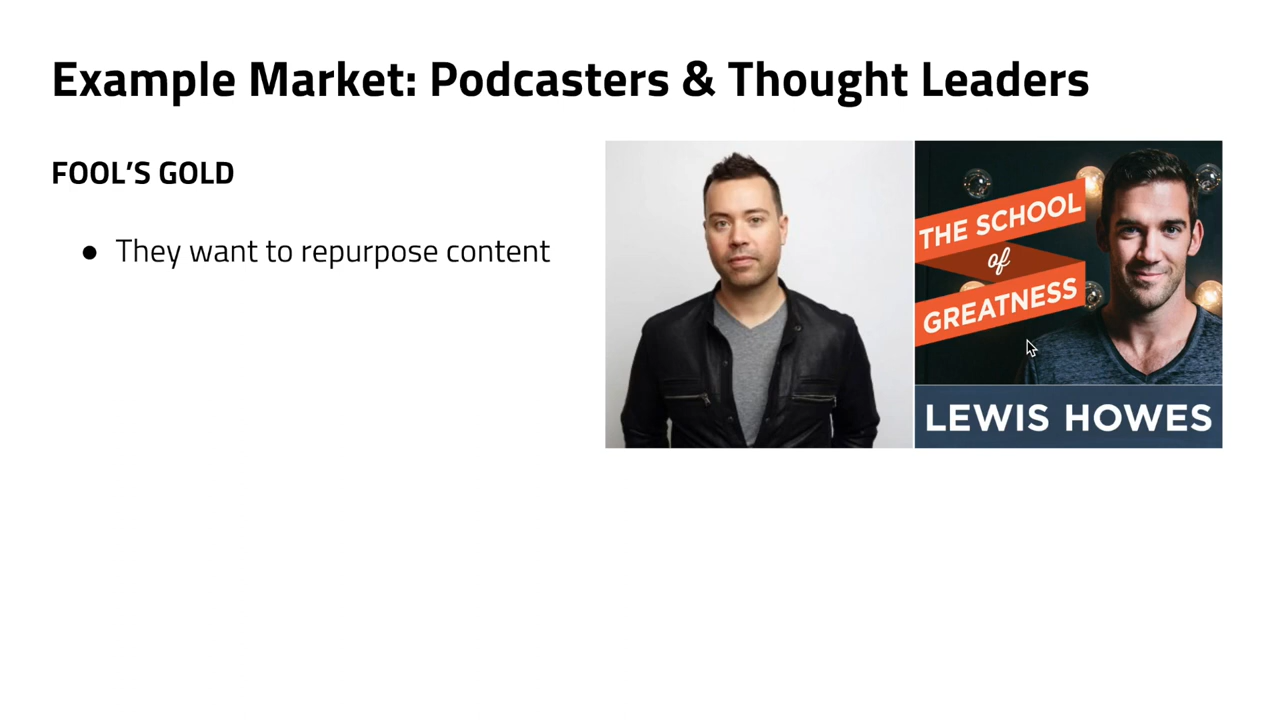 Example Market: Podcasters & Thought Leaders
FOOL’S GOLD
● They want to repurpose content
THE SCHOOL
of
GREATNESS
LEWIS HOWES